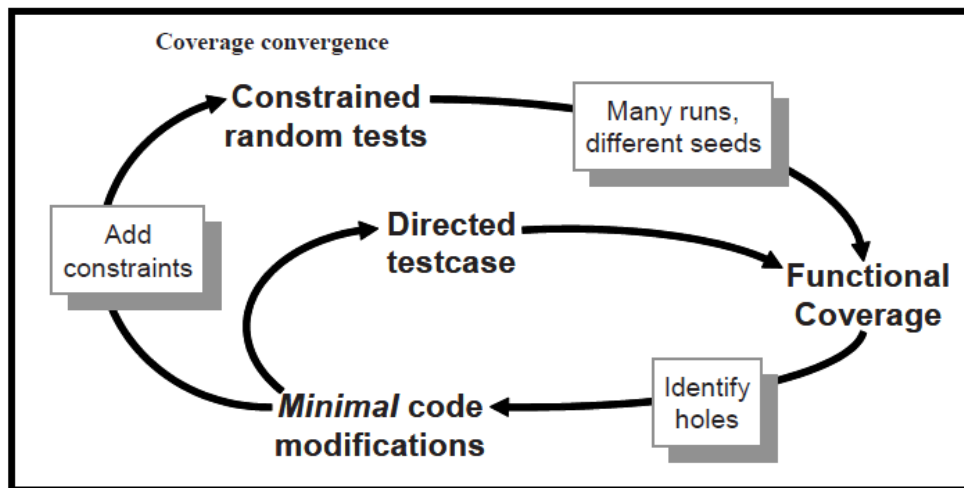 Coverage convergence
Constrained
random tests
Many runs,
different seeds
Add
constraints
Directed
testcase
Functional
Coverage
Identify
holes
Minimal code
modifications